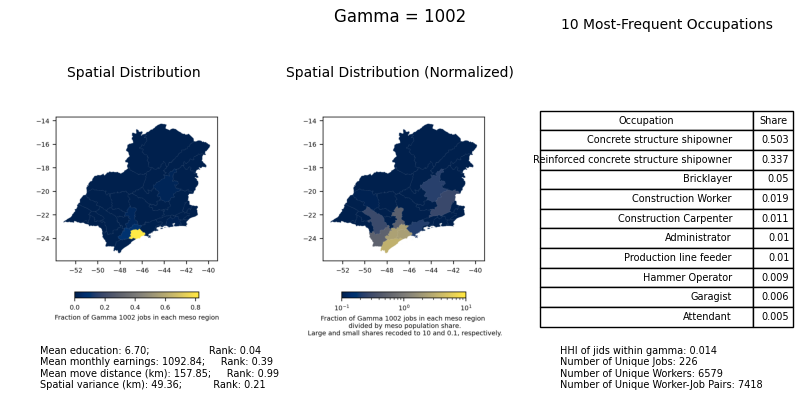 Gamma = 1002
10 Most-Frequent Occupations
Spatial Distribution
Spatial Distribution (Normalized)
−14
−16
−18
−20
−22
−24
−52 −50 −48 −46 −44 −42 −40
0.0 0.2 0.4 0.6 0.8
Fraction of Gamma 1002 jobs in each meso region
−14
−16
−18
−20
−22
−24
−52 −50 −48 −46 −44 −42 −40
10⁻¹ 10⁰ 10¹
Fraction of Gamma 1002 jobs in each meso region
divided by meso population share.
Large and small shares recoded to 10 and 0.1, respectively.
Occupation Share
Concrete structure shipowner 0.503
Reinforced concrete structure shipowner 0.337
Bricklayer 0.05
Construction Worker 0.019
Construction Carpenter 0.011
Administrator 0.01
Production line feeder 0.01
Hammer Operator 0.009
Garagist 0.006
Attendant 0.005
Mean education: 6.70; Rank: 0.04
Mean monthly earnings: 1092.84; Rank: 0.39
Mean move distance (km): 157.85; Rank: 0.99
Spatial variance (km): 49.36; Rank: 0.21
HHI of jids within gamma: 0.014
Number of Unique Jobs: 226
Number of Unique Workers: 6579
Number of Unique Worker-Job Pairs: 7418